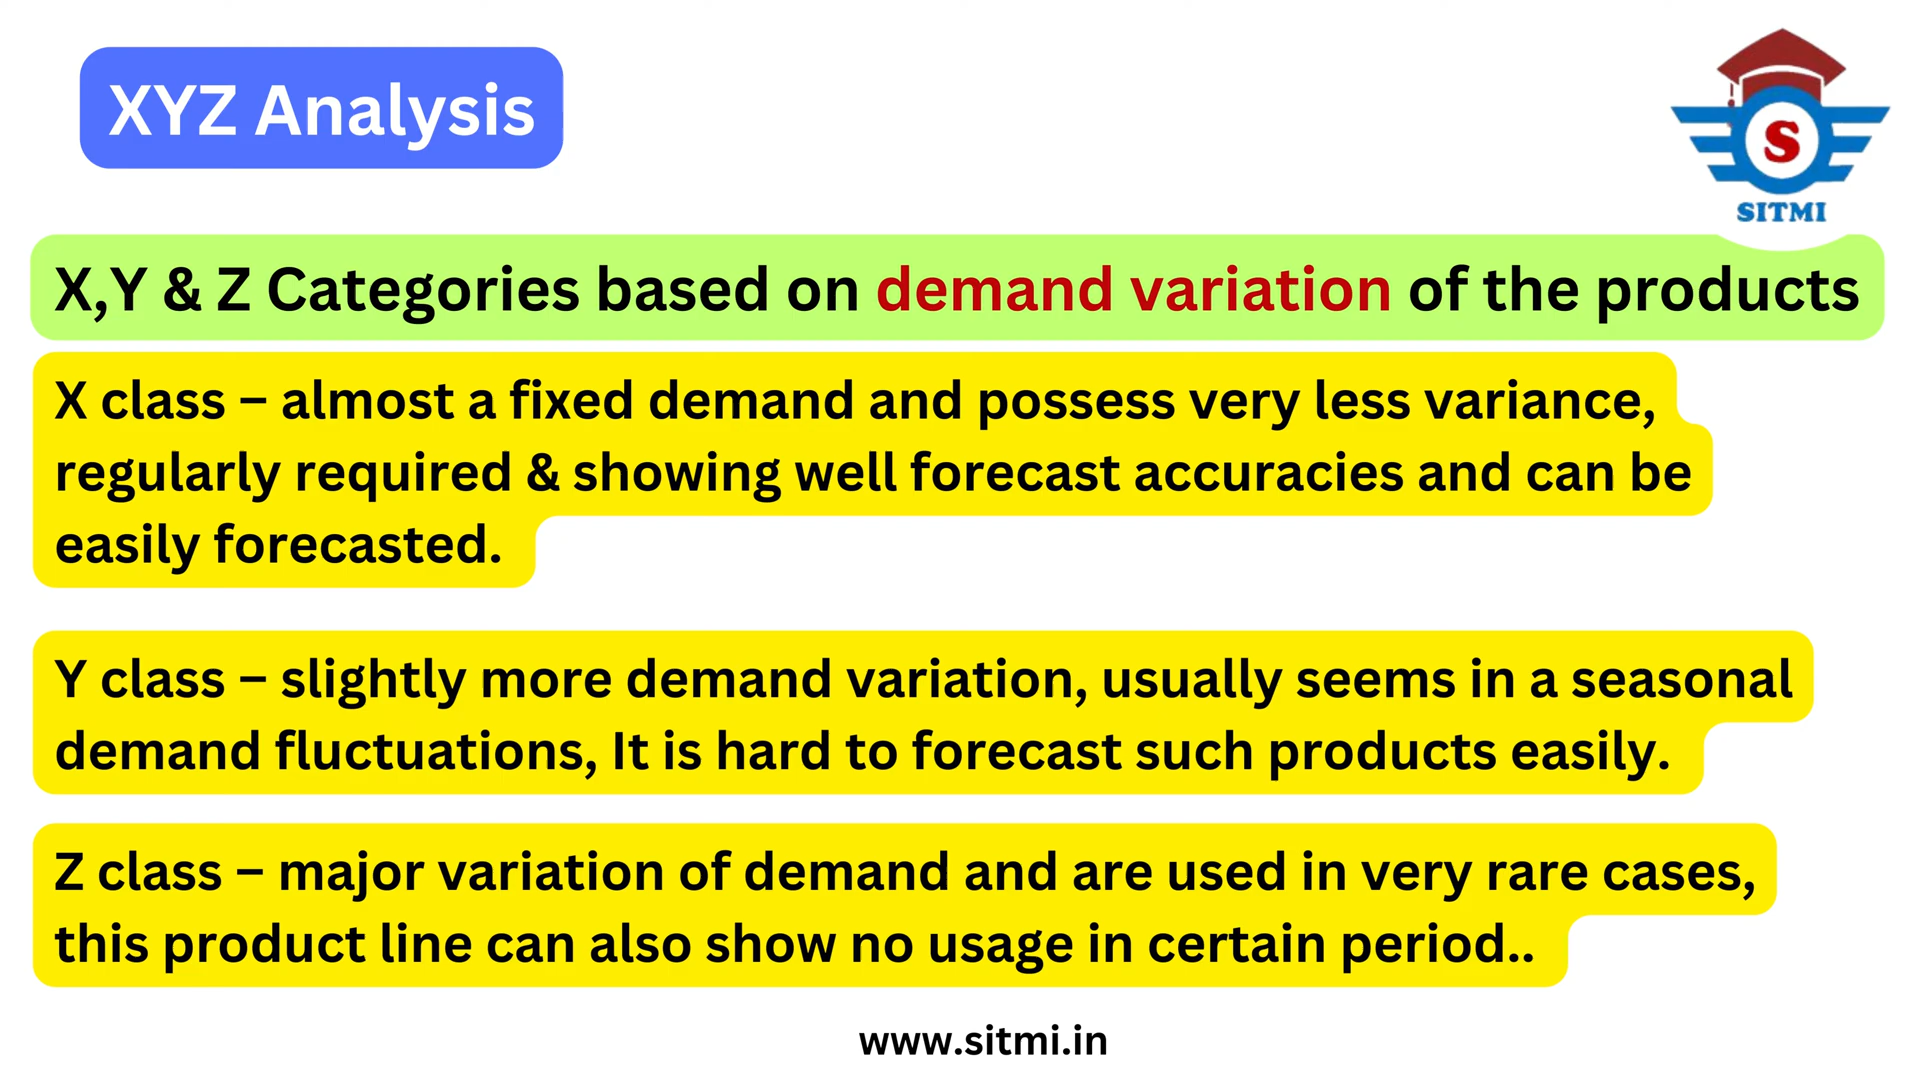 XYZ Analysis
S
SITMI
X,Y & Z Categories based on demand variation of the products
X class – almost a fixed demand and possess very less variance,
regularly required & showing well forecast accuracies and can be
easily forecasted.
Y class – slightly more demand variation, usually seems in a seasonal
demand fluctuations, It is hard to forecast such products easily.
Z class – major variation of demand and are used in very rare cases,
this product line can also show no usage in certain period..
www.sitmi.in